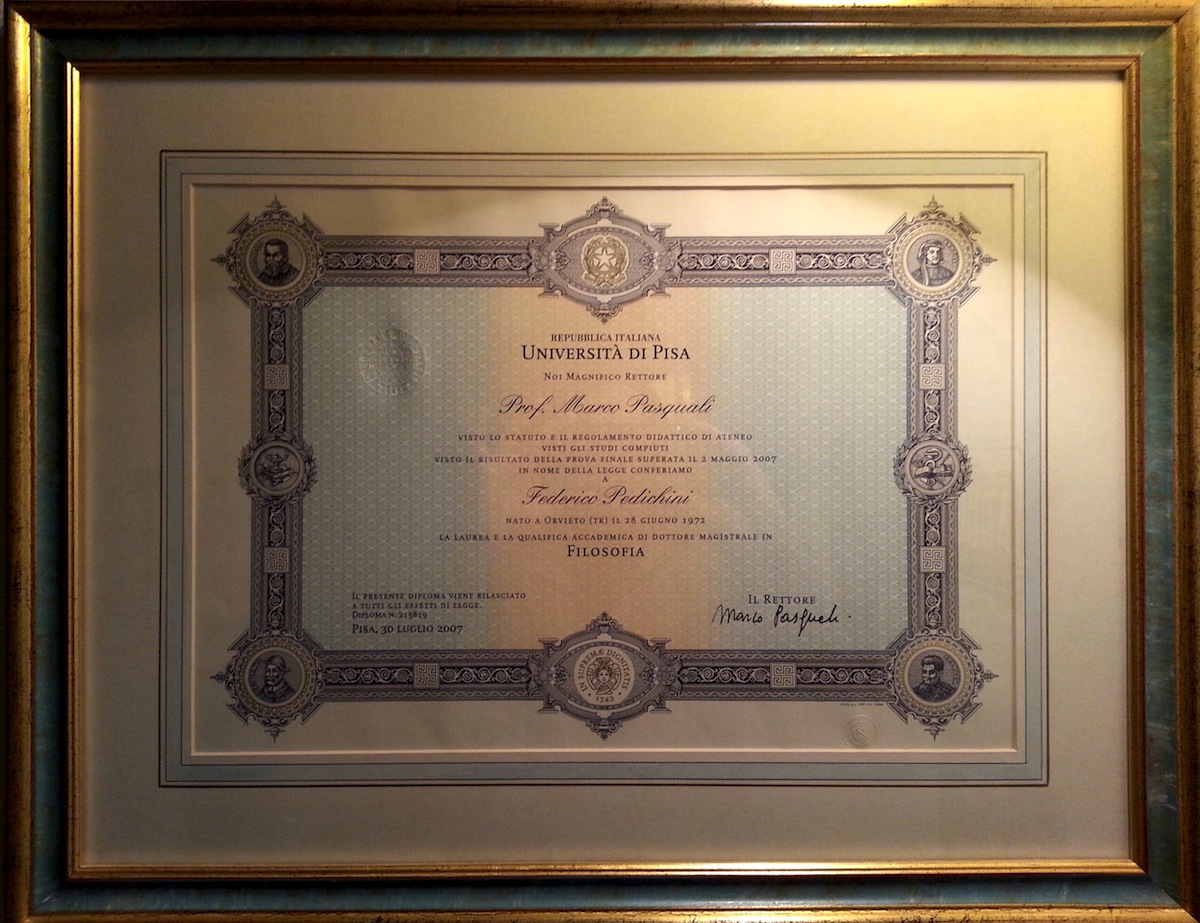 REPUBBLICA ITALIANA
UNIVERSITÀ DI PISA
NOI MAGNIFICO RETTORE
Prof. Marco Pasquali
VISTO LO STATUTO E IL REGOLAMENTO DIDATTICO DI ATENEO
VISTI GLI STUDI COMPIUTI
VISTO IL RISULTATO DELLA PROVA FINALE SUPERATA IL 2 MAGGIO 2007
IN NOME DELLA LEGGE CONFERIAMO
A
Federico Pedichini
NATO A ORVIETO (TR) IL 28 GIUGNO 1972
LA LAUREA E LA QUALIFICA ACCADEMICA DI DOTTORE MAGISTRALE IN
FILOSOFIA
IL PRESENTE DIPLOMA VIENE RILASCIATO
A TUTTI GLI EFFETTI DI LEGGE.
DIPLOMA N. 215819
PISA, 30 LUGLIO 2007
IL RETTORE
Marco Pasquali
IN SUPREMÆ DIGNITATIS
1343